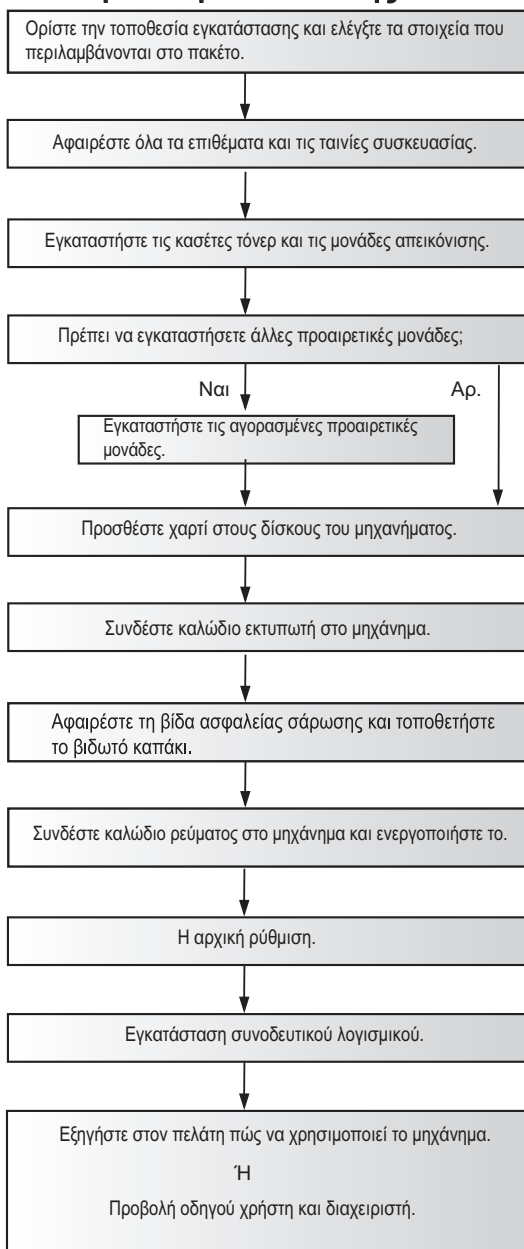 Ορίστε την τοποθεσία εγκατάστασης και ελέγξτε τα στοιχεία που
περιλαμβάνονται στο πακέτο.
Αφαιρέστε όλα τα επιθέματα και τις ταινίες συσκευασίας.
Εγκαταστήστε τις κασέτες τόνερ και τις μονάδες απεικόνισης.
Πρέπει να εγκαταστήσετε άλλες προαιρετικές μονάδες;
Ναι
Αρ.
Εγκαταστήστε τις αγορασμένες προαιρετικές
μονάδες.
Προσθέστε χαρτί στους δίσκους του μηχανήματος.
Συνδέστε καλώδιο εκτυπωτή στο μηχάνημα.
Αφαιρέστε τη βίδα ασφαλείας σάρωσης και τοποθετήστε
το βιδωτό καπάκι.
Συνδέστε καλώδιο ρεύματος στο μηχάνημα και ενεργοποιήστε το.
Η αρχική ρύθμιση.
Εγκατάσταση συνοδευτικού λογισμικού.
Εξηγήστε στον πελάτη πώς να χρησιμοποιεί το μηχάνημα.
Ή
Προβολή οδηγού χρήστη και διαχειριστή.